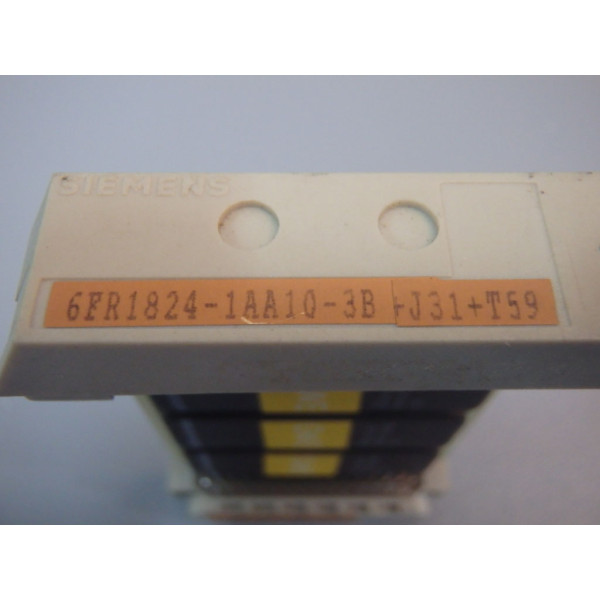 SIEMENS
6FR1824-1AA10-3B +J31+T59